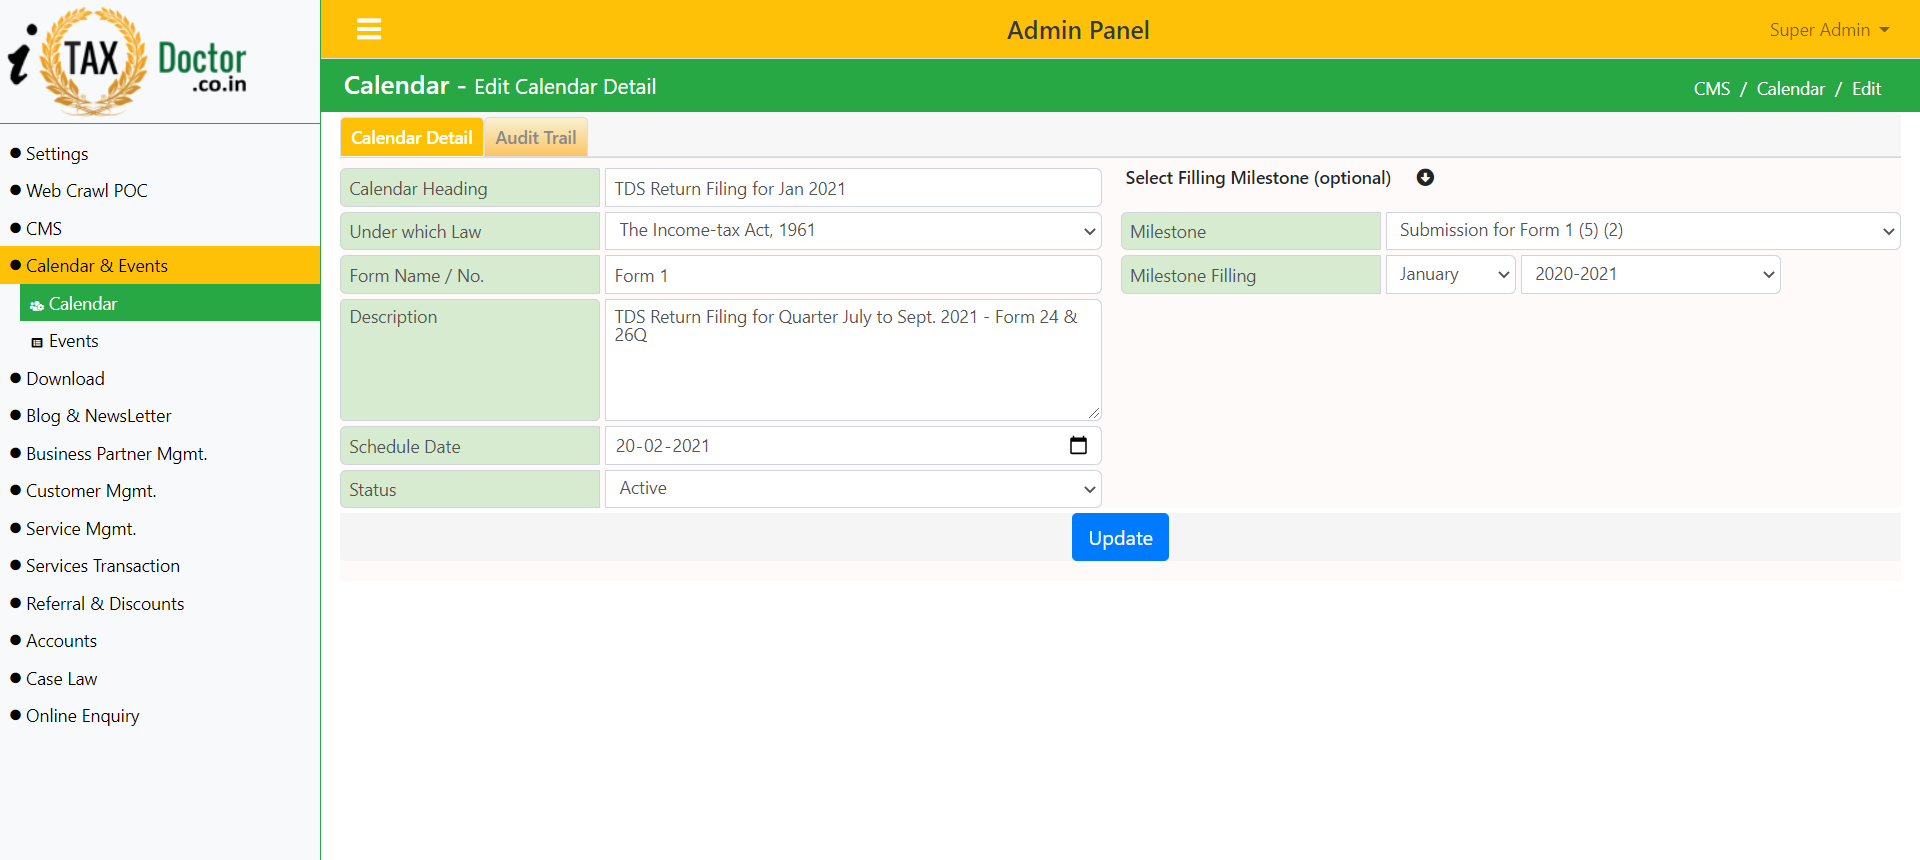 i TAX Doctor
.co.in
Admin Panel
Super Admin
Calendar - Edit Calendar Detail
CMS / Calendar / Edit
Settings
Web Crawl POC
CMS
Calendar & Events
Calendar
Events
Download
Blog & NewsLetter
Business Partner Mgmt.
Customer Mgmt.
Service Mgmt.
Services Transaction
Referral & Discounts
Accounts
Case Law
Online Enquiry
Calendar Detail Audit Trail
Calendar Heading TDS Return Filing for Jan 2021
Under which Law The Income-tax Act, 1961
Form Name / No. Form 1
Description TDS Return Filing for Quarter July to Sept. 2021 - Form 24 &
26Q
Schedule Date 20-02-2021
Status Active
Select Filling Milestone (optional)
Milestone Submission for Form 1 (5) (2)
Milestone Filling January 2020-2021
Update